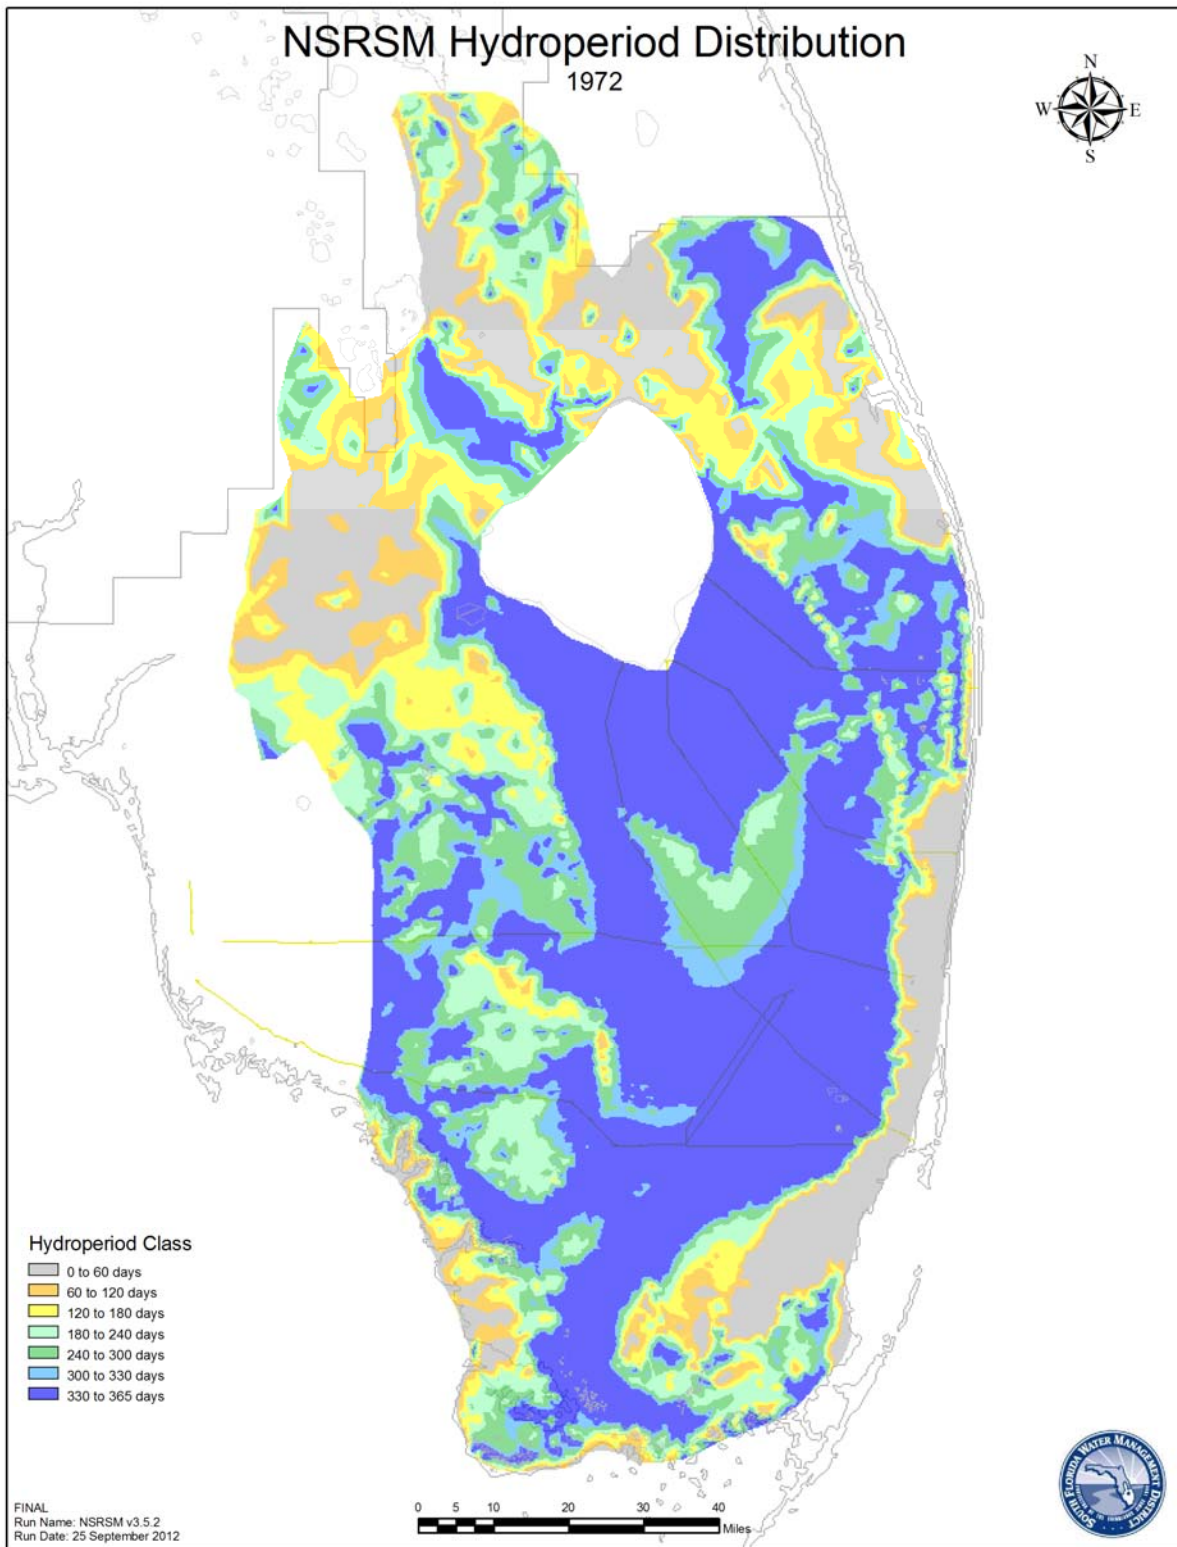 NSRSM Hydroperiod Distribution
1972
N
W E
S
Hydroperiod Class
0 to 60 days
60 to 120 days
120 to 180 days
180 to 240 days
240 to 300 days
300 to 330 days
330 to 365 days
FINAL
Run Name: NSRSM v3.5.2
Run Date: 25 September 2012
0 5 10 20 30 40
Miles
SOUTH FLORIDA WATER MANAGEMENT DISTRICT